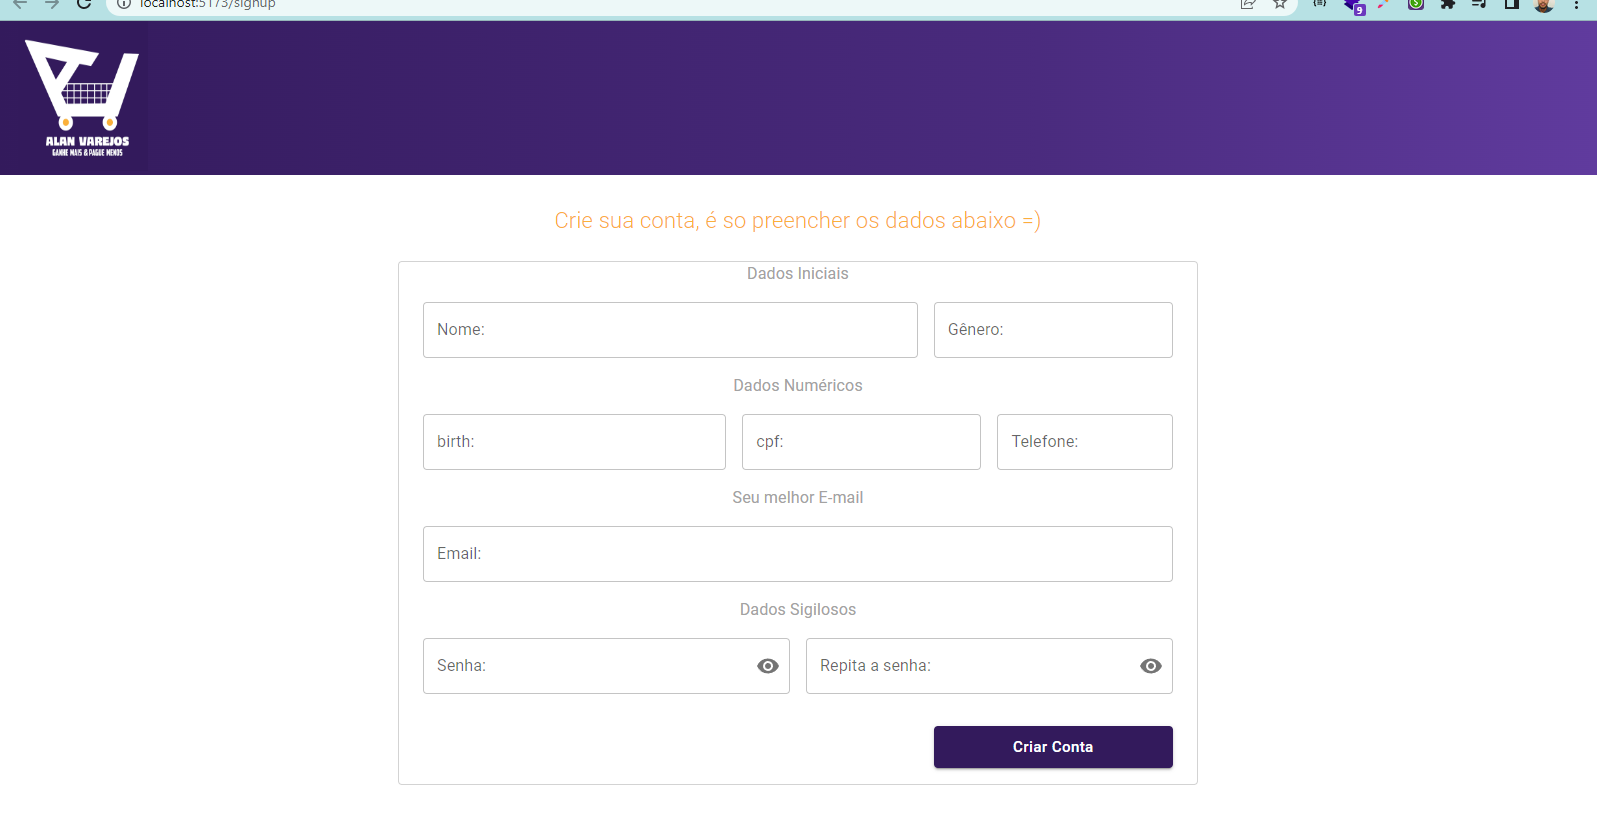 localhost:5173/signup
9
ALAN VAREJOS
GANHE MAIS & PAGUE MENOS
Crie sua conta, é so preencher os dados abaixo =)
Dados Iniciais
Nome:
Gênero:
Dados Numéricos
birth:
cpf:
Telefone:
Seu melhor E-mail
Email:
Dados Sigilosos
Senha:
Repita a senha:
Criar Conta